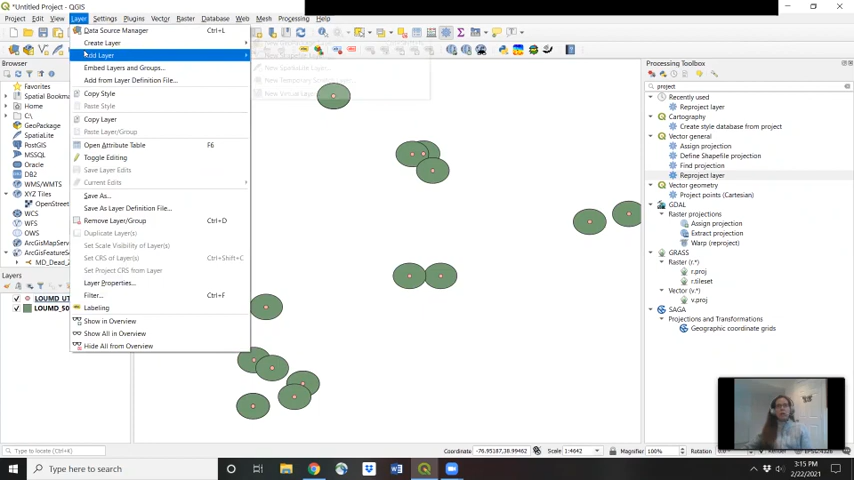 *Untitled Project — QGIS
Project Edit View Layer Settings Plugins Vector Raster Database Web Mesh Processing Help
Data Source Manager Ctrl+L
Create Layer
Add Layer
Embed Layers and Groups...
Add from Layer Definition File...
Copy Style
Paste Style
Copy Layer
Paste Layer/Group
Open Attribute Table F6
Toggle Editing
Save Layer Edits
Current Edits
Save As...
Save As Layer Definition File...
Remove Layer/Group Ctrl+D
Duplicate Layer(s)
Set Scale Visibility of Layer(s)
Set CRS of Layer(s) Ctrl+Shift+C
Set Project CRS from Layer
Layer Properties...
Filter... Ctrl+F
Labeling
Show in Overview
Show All in Overview
Hide All from Overview
Browser
Favorites
Spatial Bookm
Home
C:\
GeoPackage
SpatiaLite
PostGIS
MSSQL
Oracle
DB2
WMS/WMTS
XYZ Tiles
OpenStreet
WCS
WFS
OWS
ArcGisMapServ
ArcGisFeatureSe
MD_Dead_2
Layers
LOUMD_UT
LOUMD_50
Processing Toolbox
project
Recently used
Reproject layer
Cartography
Create style database from project
Vector general
Assign projection
Define Shapefile projection
Find projection
Reproject layer
Vector geometry
Project points (Cartesian)
GDAL
Raster projections
Assign projection
Extract projection
Warp (reproject)
GRASS
Raster (r.*)
r.proj
r.tileset
Vector (v.*)
v.proj
SAGA
Projections and Transformations
Geographic coordinate grids
Type to locate (Ctrl+K)
Coordinate -76.95187,38.99462 Scale 1:4642 Magnifier 100% Rotation
Type here to search
3:15 PM
2/22/2021